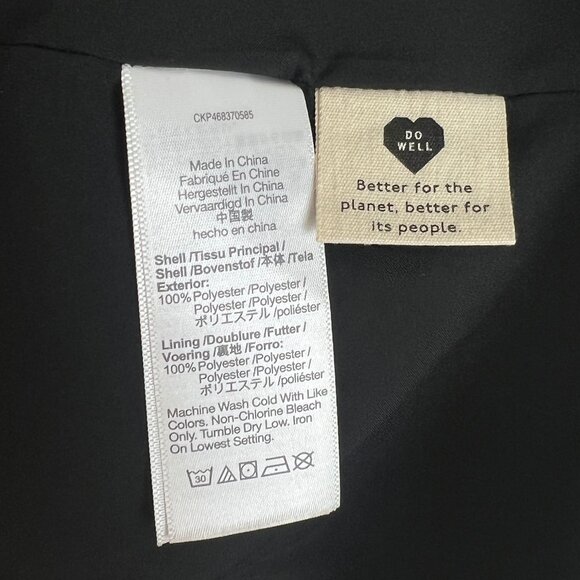 CKP468370585
Made In China
Fabriqué En Chine
Hergestellt In China
Vervaardigd In China
中国製
hecho en china
Shell /Tissu Principal /
Shell /Bovenstof /本体 /Tela
Exterior:
100% Polyester /Polyester /
Polyester /Polyester /
ポリエステル /poliéster
Lining /Doublure /Futter /
Voering /裏地 /Forro:
100% Polyester /Polyester /
Polyester /Polyester /
ポリエステル /poliéster
Machine Wash Cold With Like
Colors. Non-Chlorine Bleach
Only. Tumble Dry Low. Iron
On Lowest Setting.
30
DO
WELL
Better for the
planet, better for
its people.